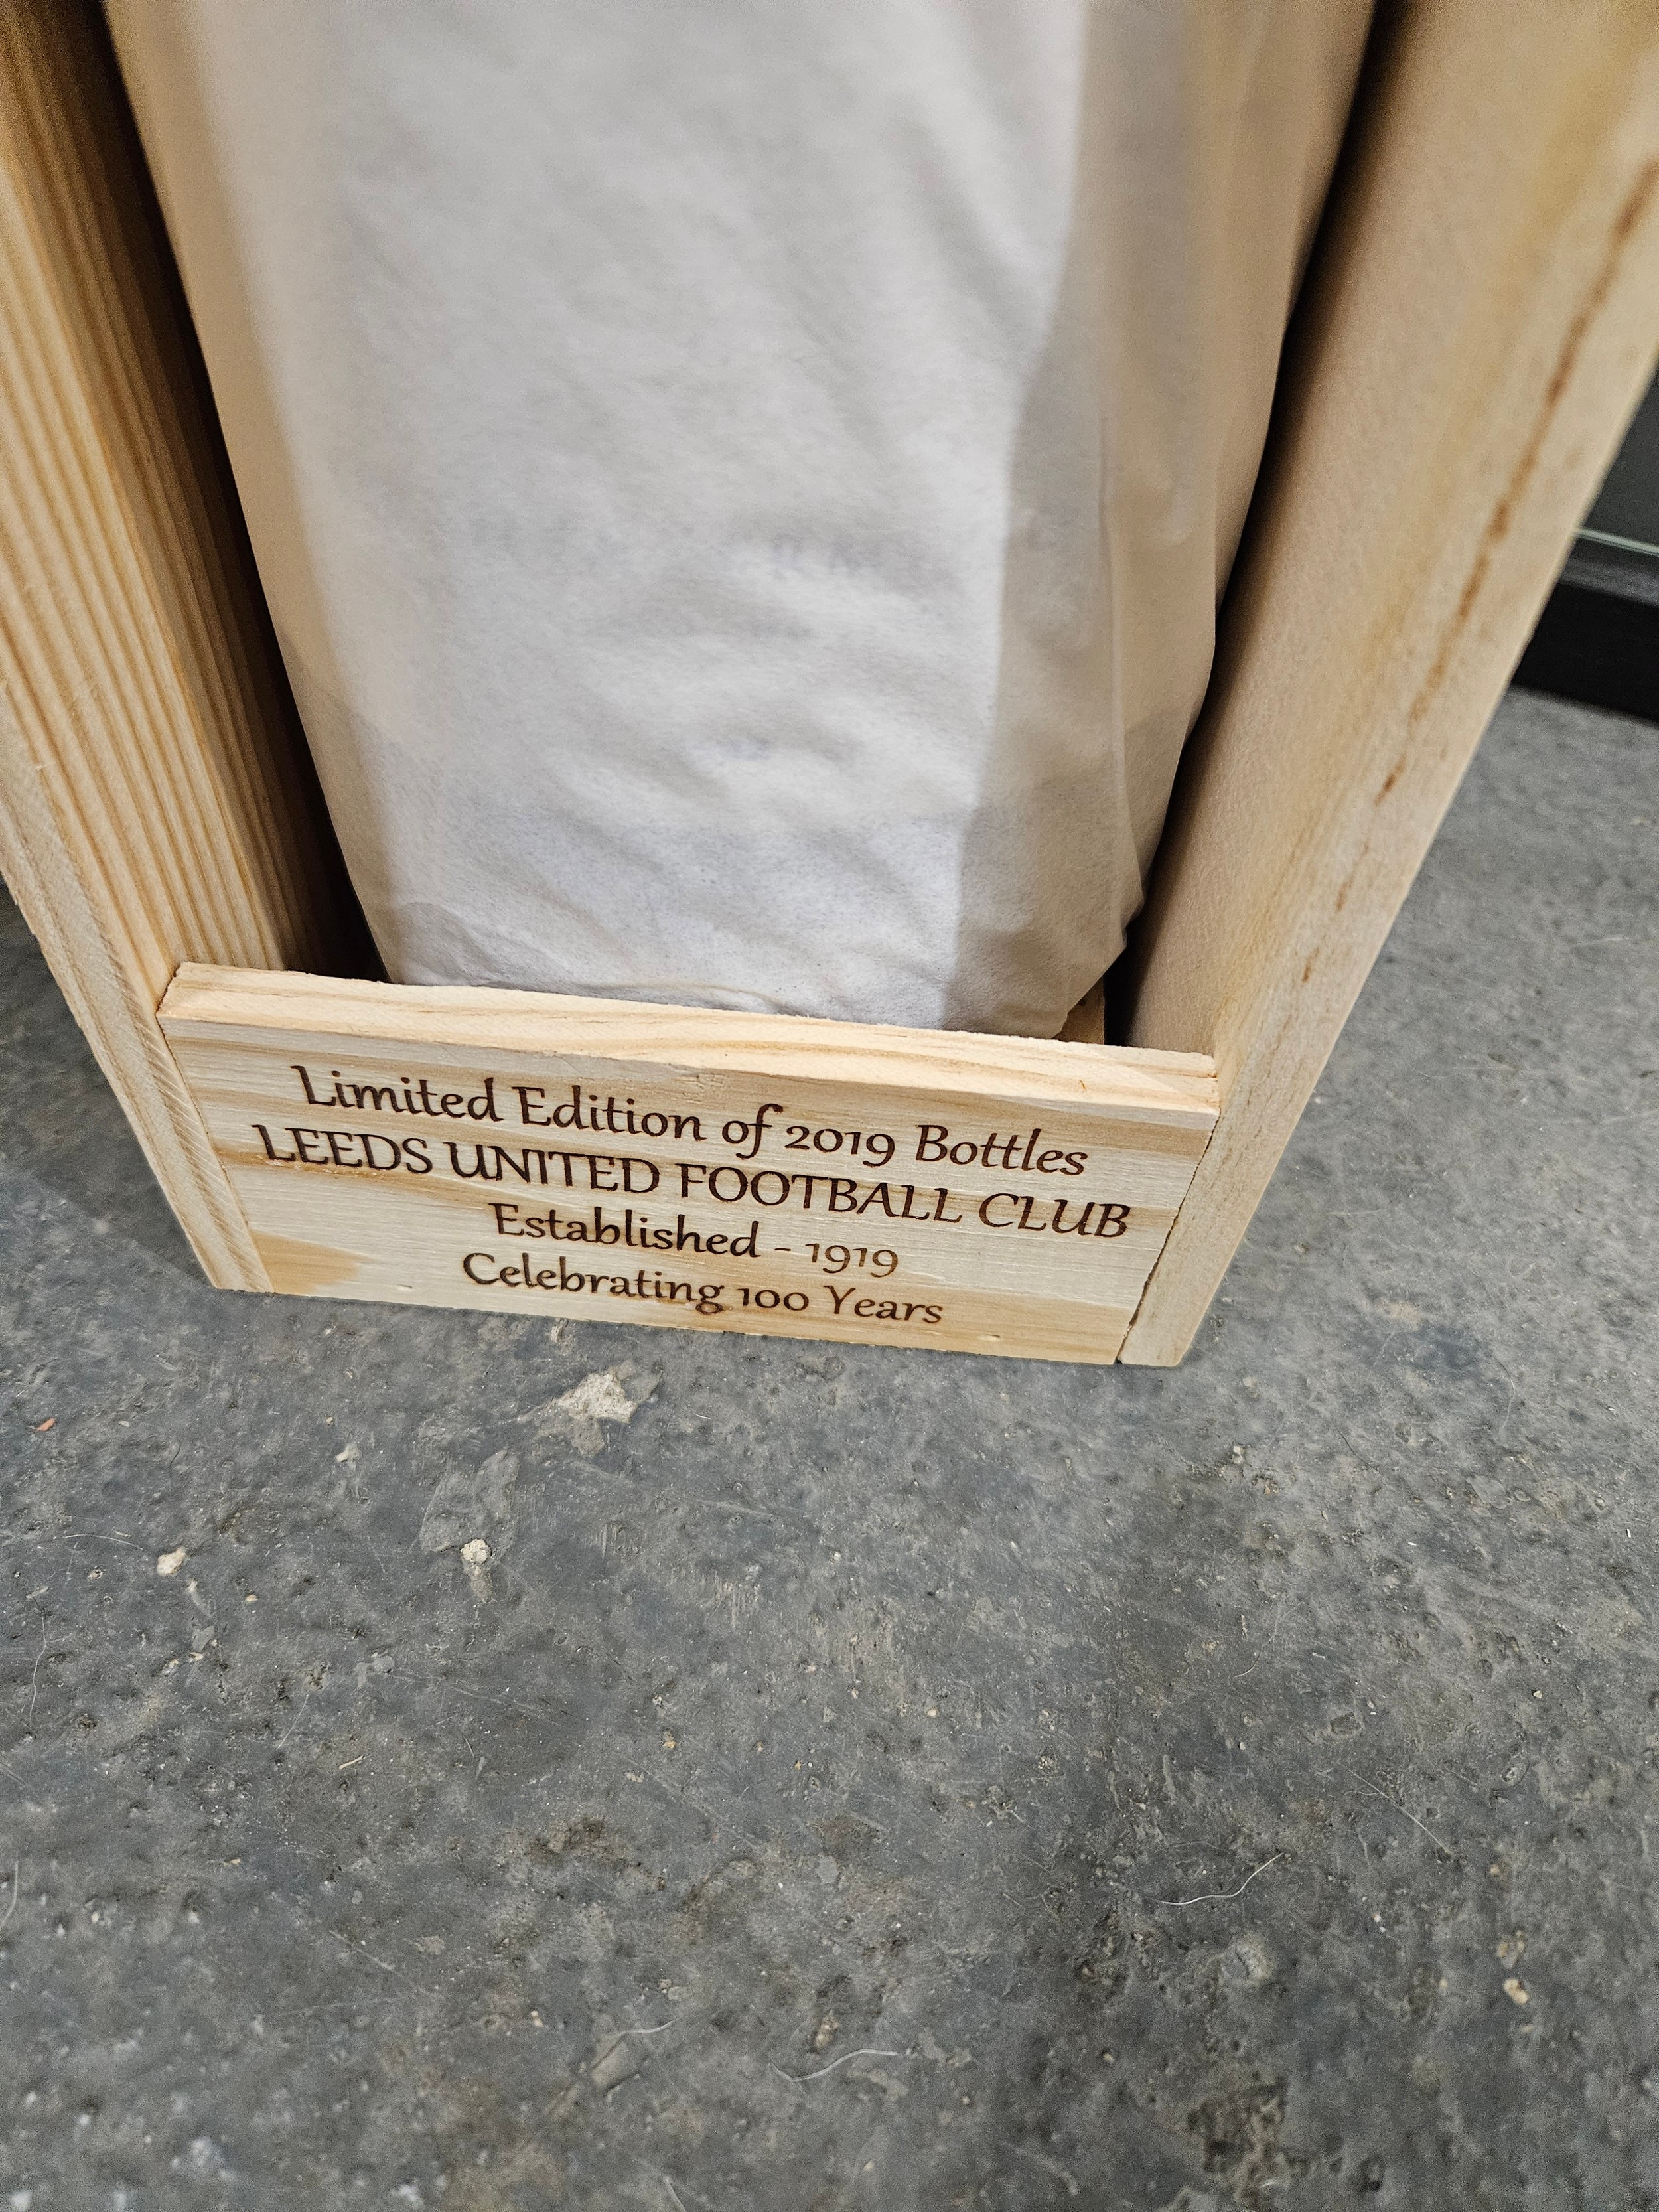 Limited Edition of 2019 Bottles
LEEDS UNITED FOOTBALL CLUB
Established - 1919
Celebrating 100 Years